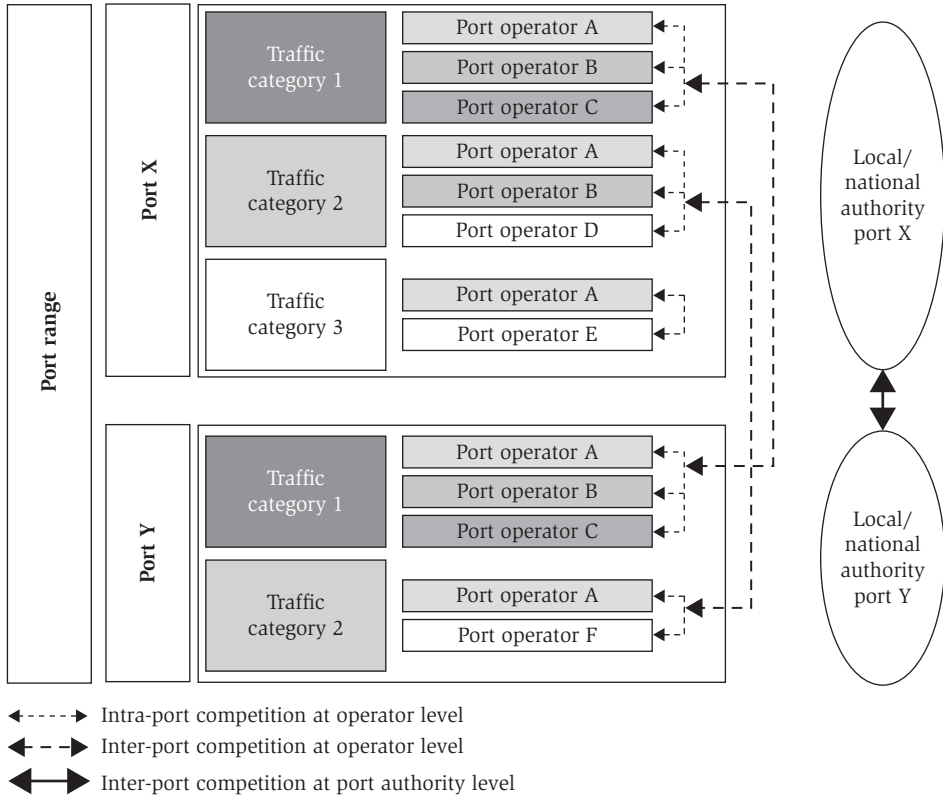 Port range
Port X
Traffic
category 1
Port operator A
Port operator B
Port operator C
Traffic
category 2
Port operator A
Port operator B
Port operator D
Traffic
category 3
Port operator A
Port operator E
Local/
national
authority
port X
Port Y
Traffic
category 1
Port operator A
Port operator B
Port operator C
Traffic
category 2
Port operator A
Port operator F
Local/
national
authority
port Y
Intra-port competition at operator level
Inter-port competition at operator level
Inter-port competition at port authority level